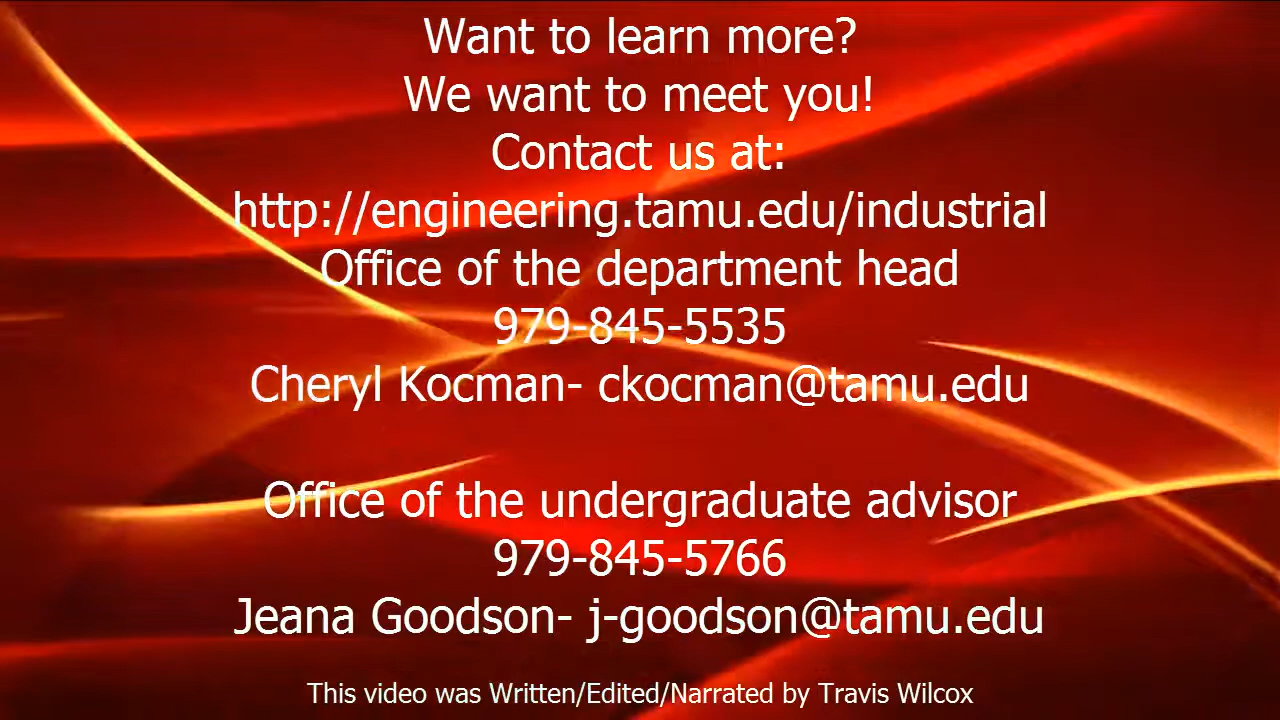 Want to learn more?
We want to meet you!
Contact us at:
http://engineering.tamu.edu/industrial
Office of the department head
979-845-5535
Cheryl Kocman- ckocman@tamu.edu
Office of the undergraduate advisor
979-845-5766
Jeana Goodson- j-goodson@tamu.edu
This video was Written/Edited/Narrated by Travis Wilcox